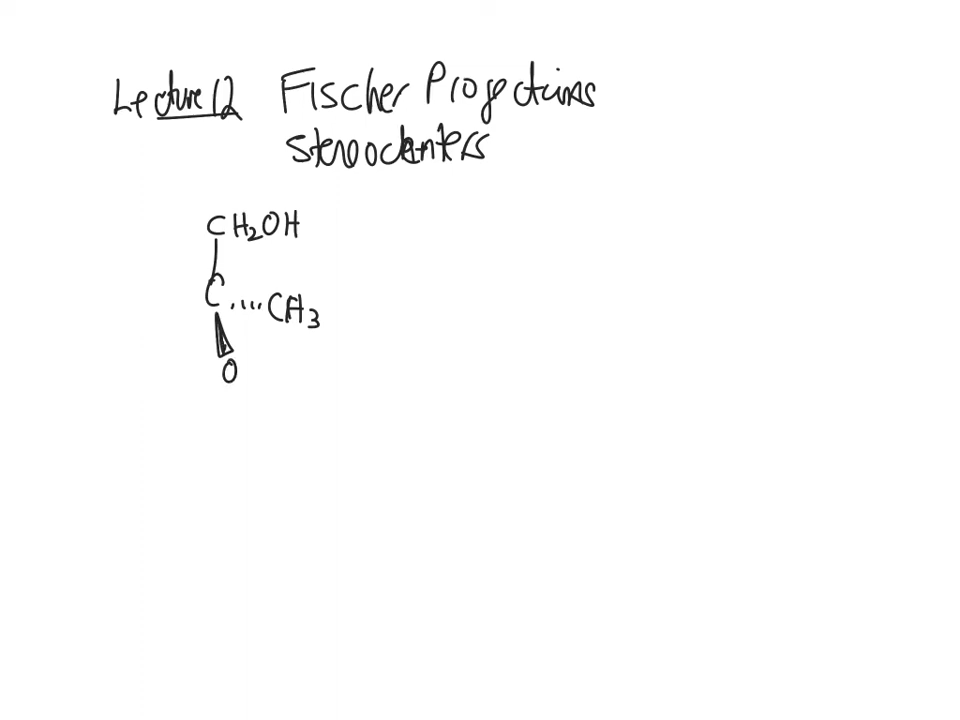 Lecture 12 Fischer Projections
stereocenters
CH₂OH
C....CH₃
O